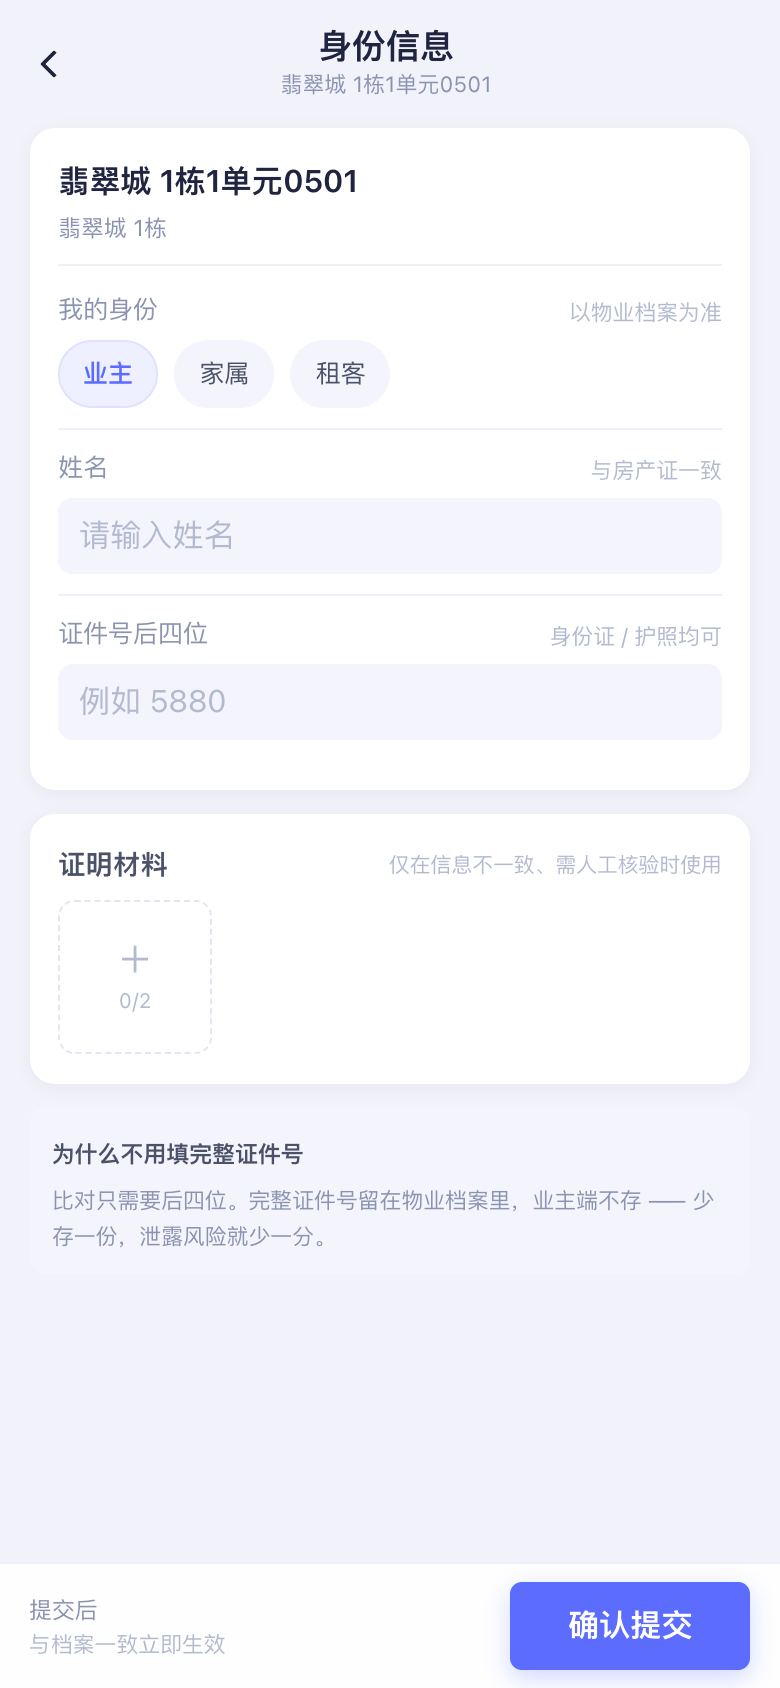 身份信息
翡翠城 1栋1单元0501
翡翠城 1栋1单元0501
翡翠城 1栋
我的身份
以物业档案为准
业主
家属
租客
姓名
与房产证一致
请输入姓名
证件号后四位
身份证 / 护照均可
例如 5880
证明材料
仅在信息不一致、需人工核验时使用
0/2
为什么不用填完整证件号
比对只需要后四位。完整证件号留在物业档案里，业主端不存 —— 少
存一份，泄露风险就少一分。
提交后
与档案一致立即生效
确认提交